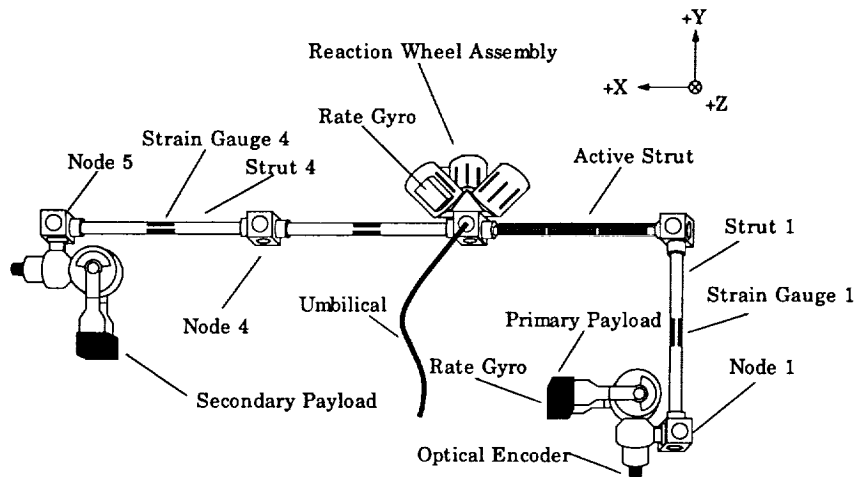 +Y
Reaction Wheel Assembly
+X
+Z
Rate Gyro
Strain Gauge 4
Active Strut
Node 5
Strut 4
Strut 1
Umbilical
Strain Gauge 1
Node 4
Primary Payload
Rate Gyro
Node 1
Secondary Payload
Optical Encoder